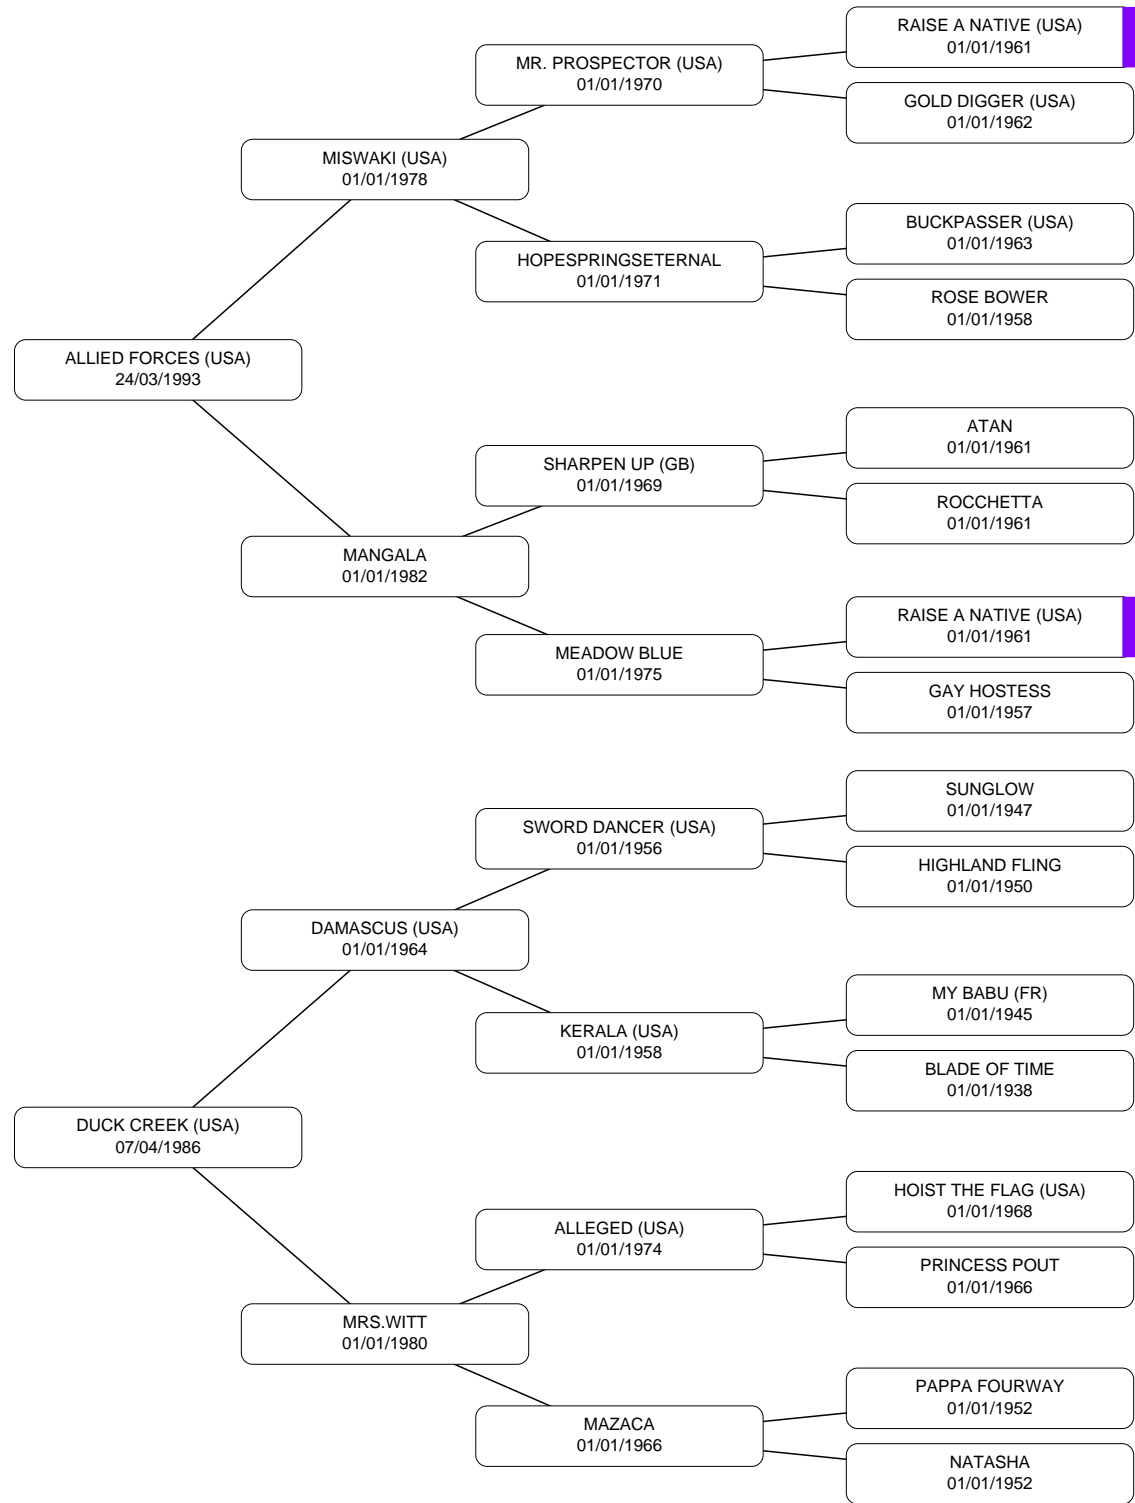 RAISE A NATIVE (USA)
01/01/1961
MR. PROSPECTOR (USA)
01/01/1970
GOLD DIGGER (USA)
01/01/1962
MISWAKI (USA)
01/01/1978
BUCKPASSER (USA)
01/01/1963
HOPESPRINGSETERNAL
01/01/1971
ROSE BOWER
01/01/1958
ALLIED FORCES (USA)
24/03/1993
ATAN
01/01/1961
SHARPEN UP (GB)
01/01/1969
ROCCHETTA
01/01/1961
MANGALA
01/01/1982
RAISE A NATIVE (USA)
01/01/1961
MEADOW BLUE
01/01/1975
GAY HOSTESS
01/01/1957
SUNGLOW
01/01/1947
SWORD DANCER (USA)
01/01/1956
HIGHLAND FLING
01/01/1950
DAMASCUS (USA)
01/01/1964
MY BABU (FR)
01/01/1945
KERALA (USA)
01/01/1958
BLADE OF TIME
01/01/1938
DUCK CREEK (USA)
07/04/1986
HOIST THE FLAG (USA)
01/01/1968
ALLEGED (USA)
01/01/1974
PRINCESS POUT
01/01/1966
MRS.WITT
01/01/1980
PAPPA FOURWAY
01/01/1952
MAZACA
01/01/1966
NATASHA
01/01/1952